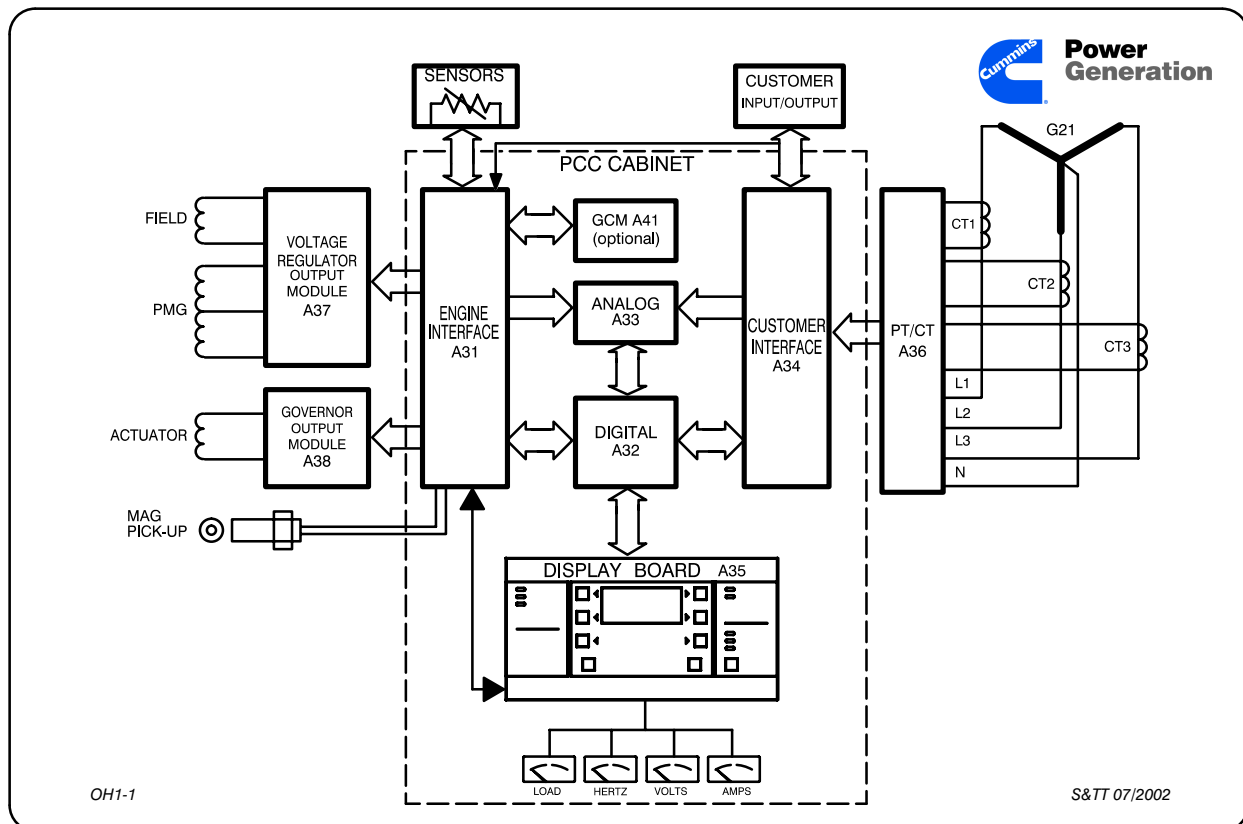 SENSORS
CUSTOMER
INPUT/OUTPUT
Cummins
Power
Generation
G21
PCC CABINET
FIELD
PMG
VOLTAGE
REGULATOR
OUTPUT
MODULE
A37
ENGINE
INTERFACE
A31
GCM A41
(optional)
ANALOG
A33
DIGITAL
A32
CUSTOMER
INTERFACE
A34
PT/CT
A36
CT1
CT2
CT3
L1
L2
L3
N
ACTUATOR
GOVERNOR
OUTPUT
MODULE
A38
MAG
PICK-UP
DISPLAY BOARD A35
LOAD
HERTZ
VOLTS
AMPS
OH1-1
S&TT 07/2002